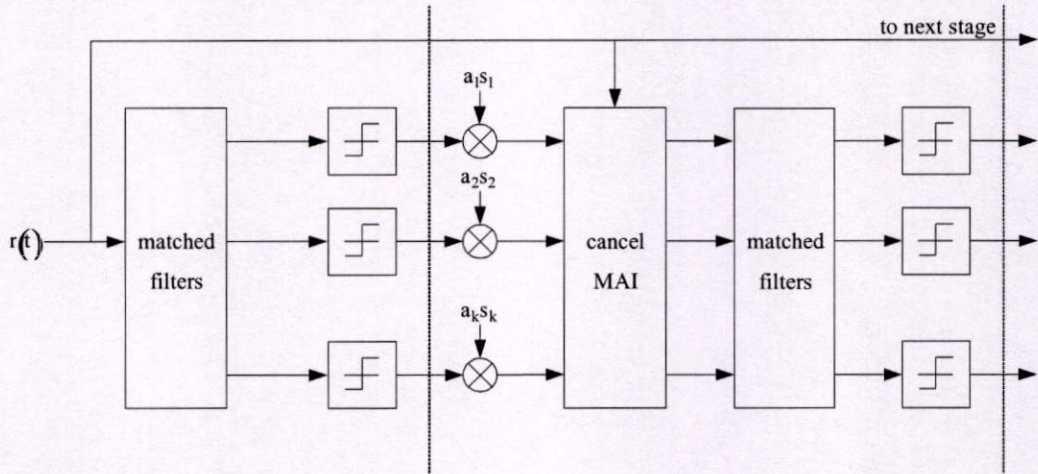 to next stage
a1s1
a2s2
r(t)
matched
filters
cancel
MAI
matched
filters
aksk